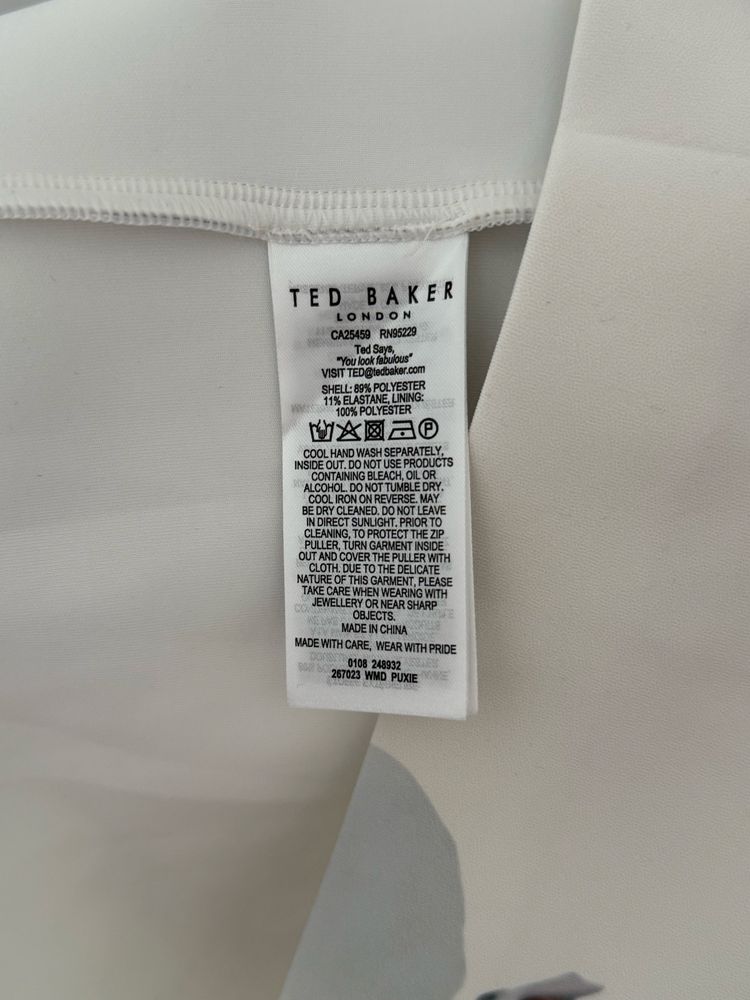 TED BAKER
LONDON
CA25459 RN95229
Ted Says,
"You look fabulous"
VISIT TED@tedbaker.com
SHELL: 89% POLYESTER
11% ELASTANE, LINING:
100% POLYESTER
COOL HAND WASH SEPARATELY,
INSIDE OUT. DO NOT USE PRODUCTS
CONTAINING BLEACH, OIL OR
ALCOHOL. DO NOT TUMBLE DRY.
COOL IRON ON REVERSE. MAY
BE DRY CLEANED. DO NOT LEAVE
IN DIRECT SUNLIGHT. PRIOR TO
CLEANING, TO PROTECT THE ZIP
PULLER, TURN GARMENT INSIDE
OUT AND COVER THE PULLER WITH
CLOTH. DUE TO THE DELICATE
NATURE OF THIS GARMENT, PLEASE
TAKE CARE WHEN WEARING WITH
JEWELLERY OR NEAR SHARP
OBJECTS.
MADE IN CHINA
MADE WITH CARE, WEAR WITH PRIDE
0108 248932
267023 WMD PUXIE